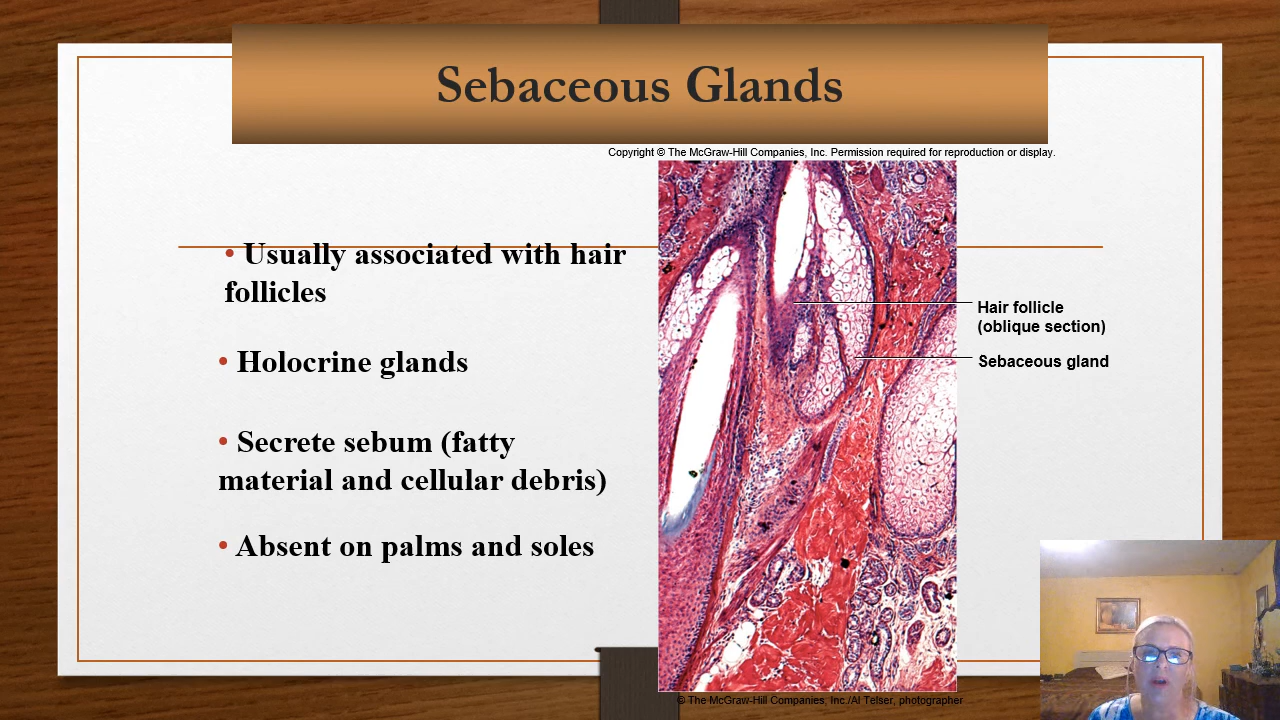 Sebaceous Glands
Copyright © The McGraw-Hill Companies, Inc. Permission required for reproduction or display.
• Usually associated with hair
follicles
• Holocrine glands
• Secrete sebum (fatty
material and cellular debris)
• Absent on palms and soles
Hair follicle
(oblique section)
Sebaceous gland
© The McGraw-Hill Companies, Inc./Al Telser, photographer